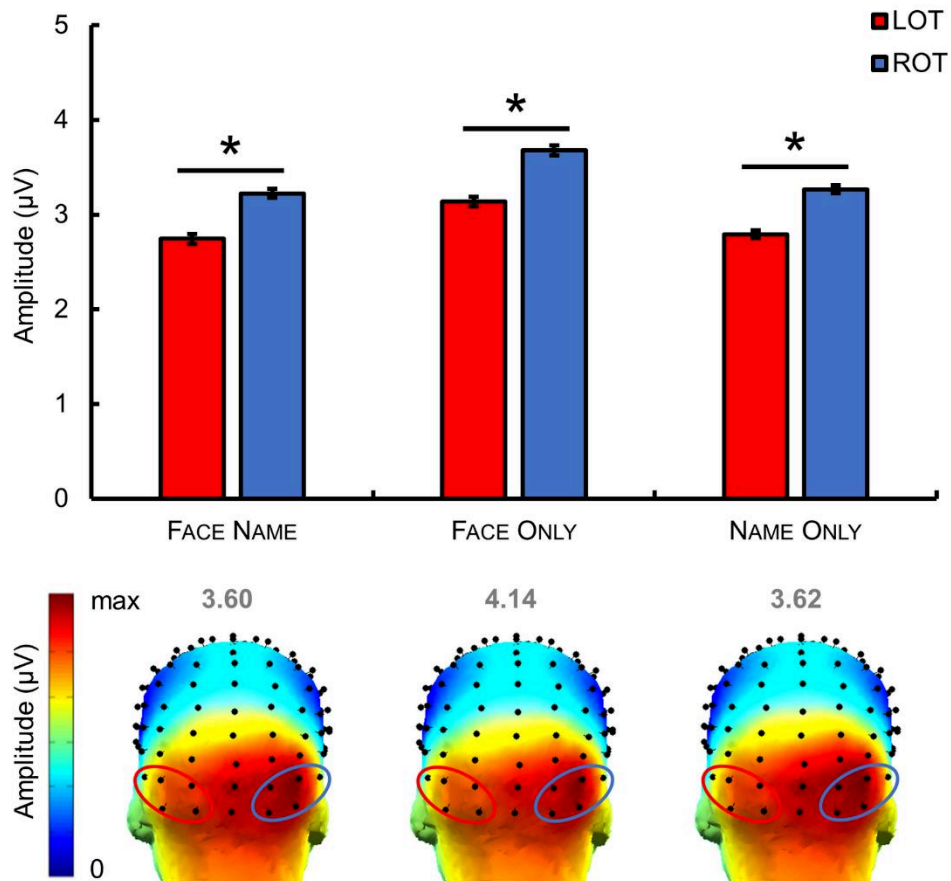 5
4
3
2
1
0
Amplitude (µV)
LOT
ROT
*
*
*
FACE NAME
FACE ONLY
NAME ONLY
max
0
Amplitude (µV)
3.60
4.14
3.62